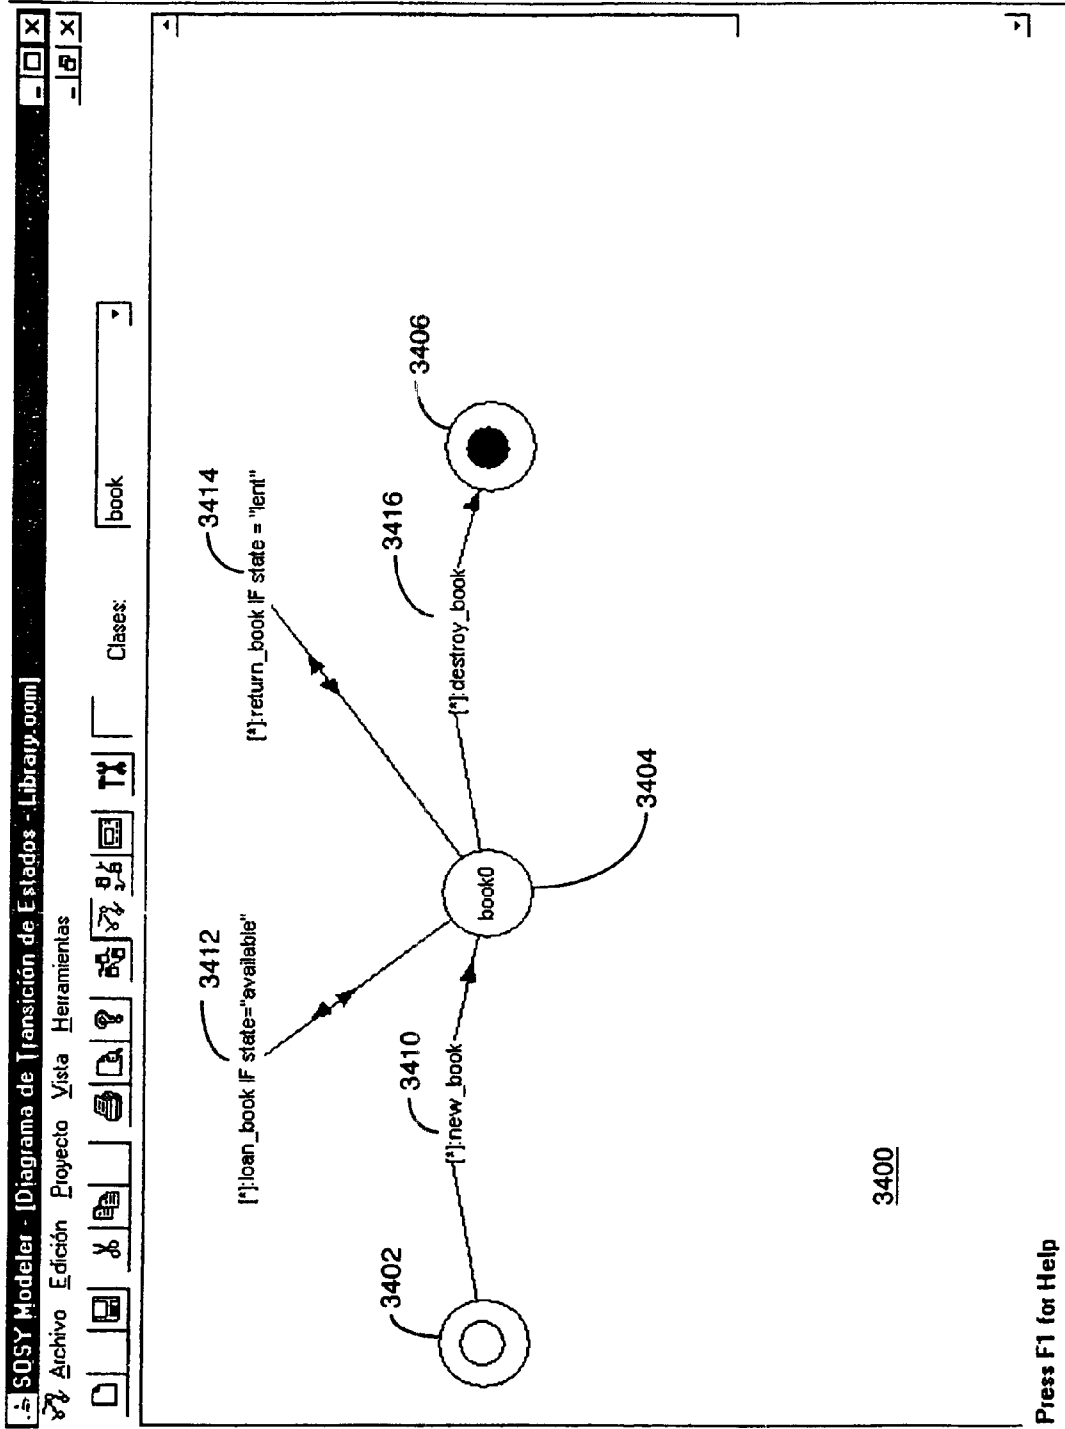 SOSY Modeler - [Diagrama de Transición de Estados - Library.oom]
Archivo Edición Proyecto Vista Herramientas
Clases: book
3412
[*]:loan_book IF state="available"
3414
[*]:return_book IF state = "lent"
3402
3410
[*]:new_book
book0
3404
3416
[*]:destroy_book
3406
3400
Press F1 for Help